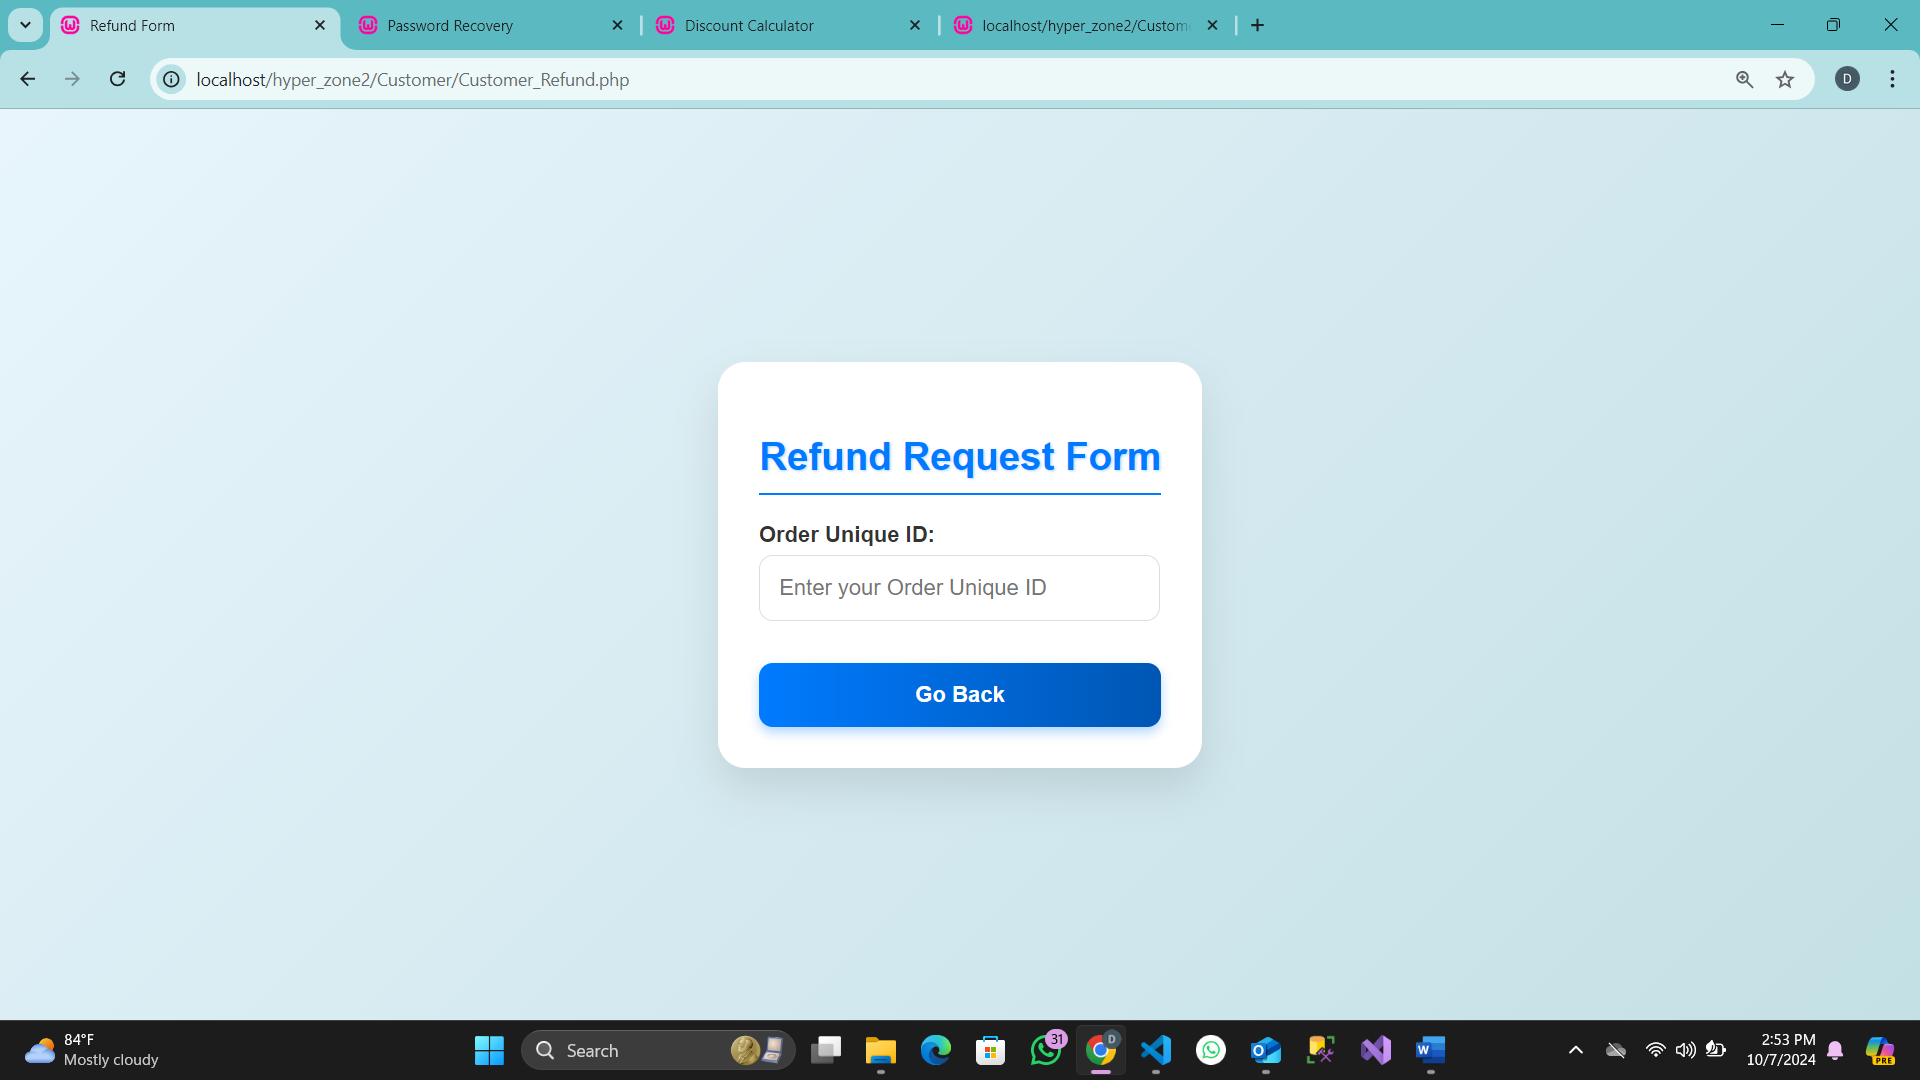 Refund Form
Password Recovery
Discount Calculator
localhost/hyper_zone2/Custom
localhost/hyper_zone2/Customer/Customer_Refund.php
D
Refund Request Form
Order Unique ID:
Enter your Order Unique ID
Go Back
84°F
Mostly cloudy
Search
31
D
2:53 PM
10/7/2024
PRE